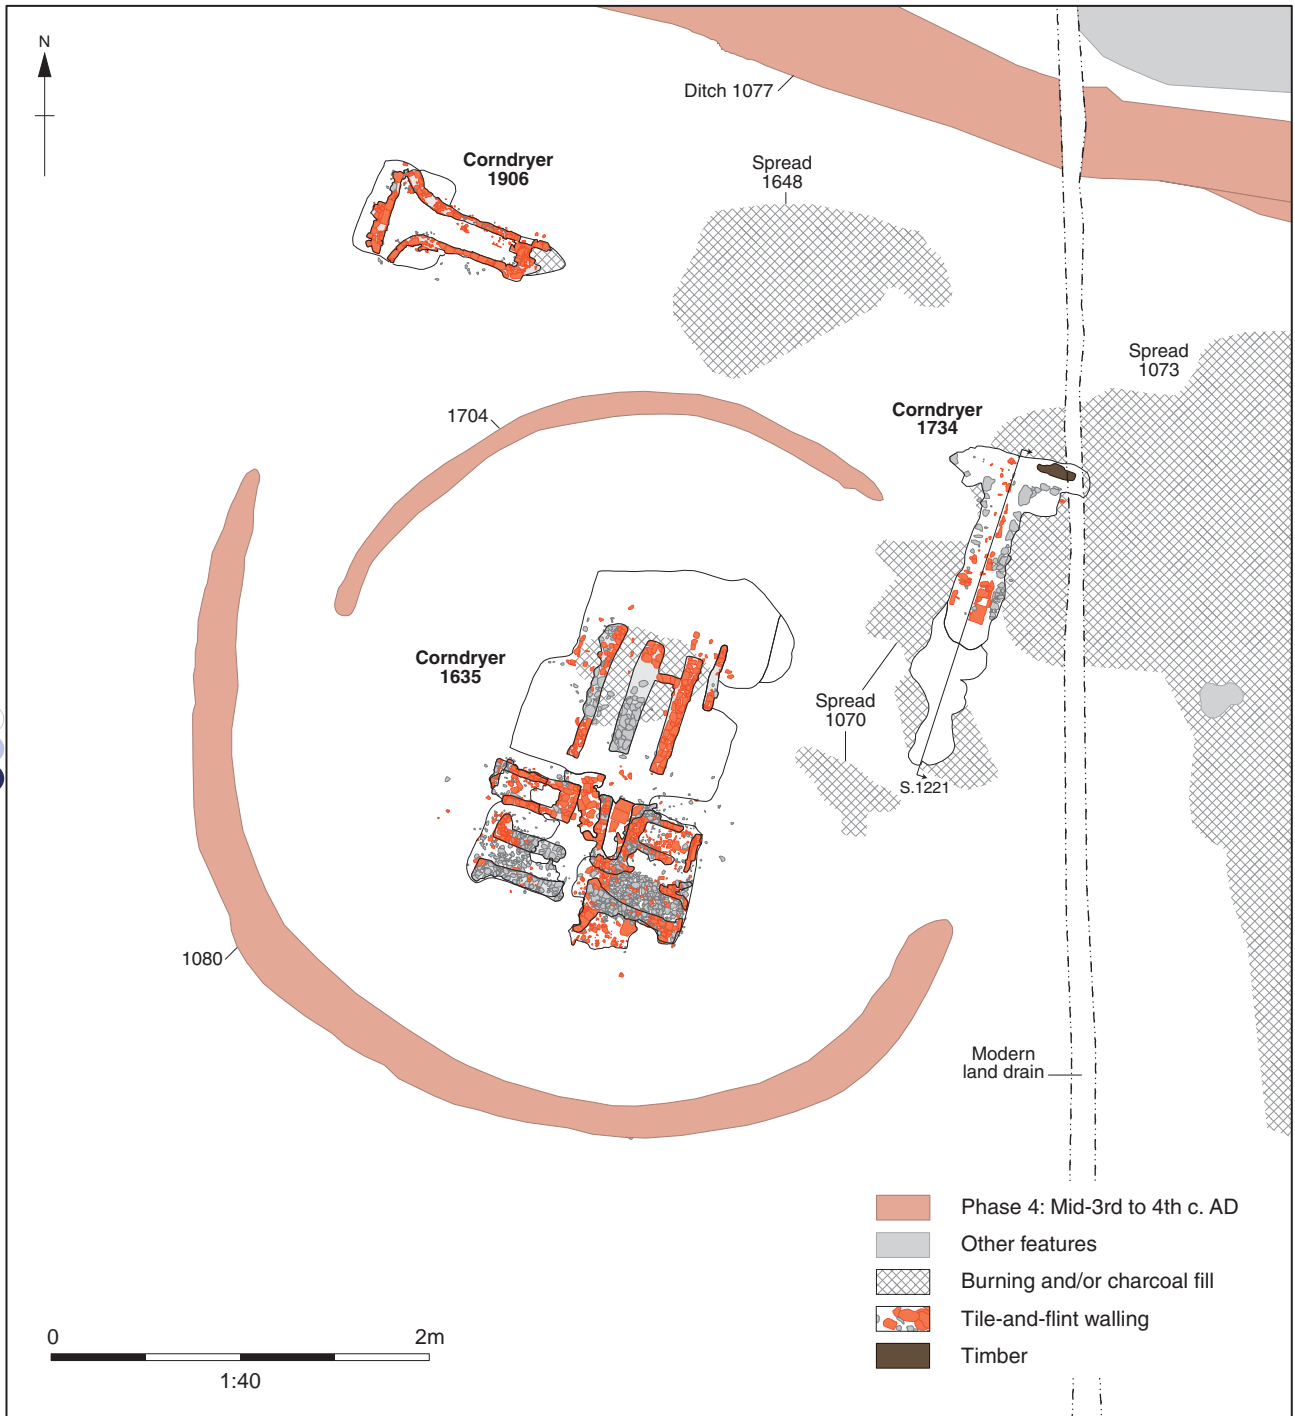 N
Ditch 1077
Corndryer
1906
Spread
1648
Spread
1073
1704
Corndryer
1734
Corndryer
1635
Spread
1070
S.1221
1080
Modern
land drain
Phase 4: Mid-3rd to 4th c. AD
Other features
Burning and/or charcoal fill
Tile-and-flint walling
Timber
0 2m
1:40